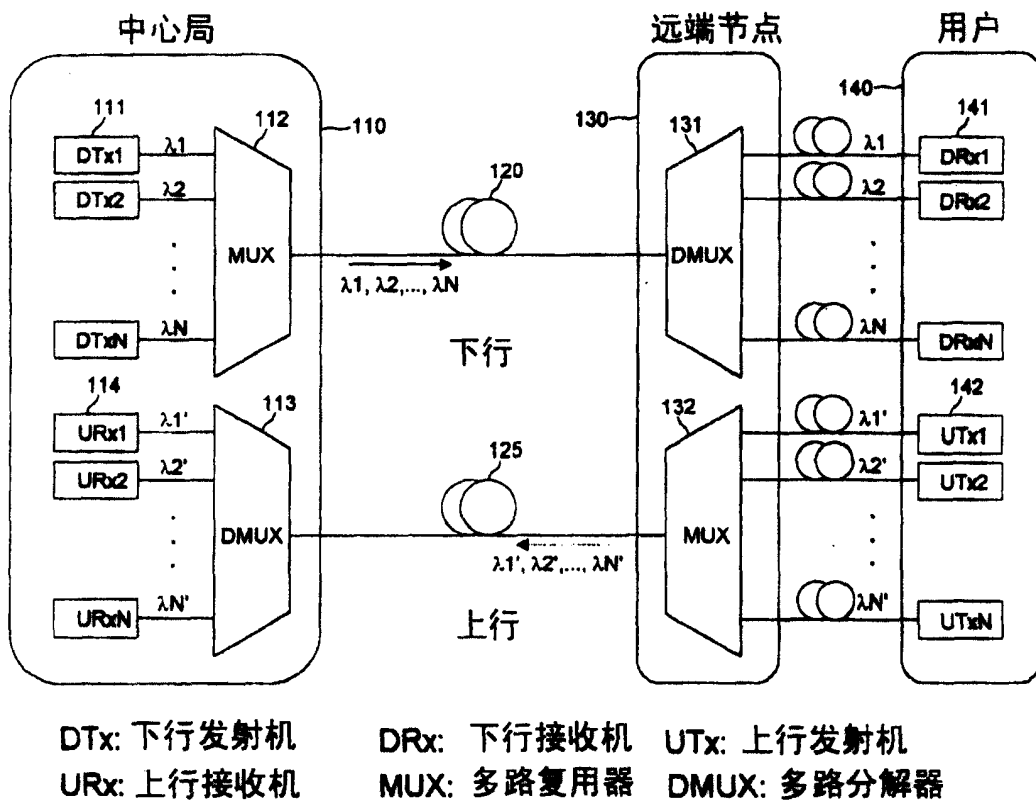 中心局
远端节点
用户
111
DTx1
λ1
112
110
130
131
140
141
λ1
DRx1
DTx2
λ2
120
λ2
DRx2
MUX
DMUX
λ1, λ2,..., λN
DTxN
λN
下行
λN
DRxN
114
URx1
λ1'
113
132
λ1'
142
UTx1
URx2
λ2'
125
λ2'
UTx2
DMUX
MUX
λ1', λ2',..., λN'
URxN
λN'
上行
λN'
UTxN
DTx: 下行发射机 DRx: 下行接收机 UTx: 上行发射机
URx: 上行接收机 MUX: 多路复用器 DMUX: 多路分解器